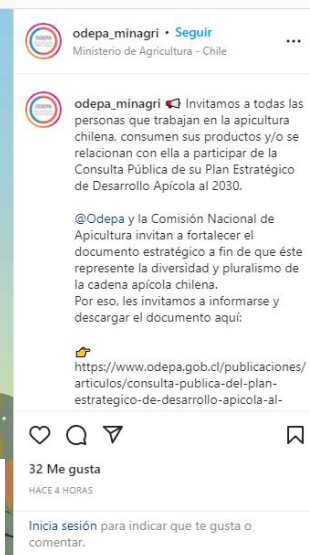 odepa_minagri • Seguir
Ministerio de Agricultura - Chile
odepa_minagri 📢 Invitamos a todas las
personas que trabajan en la apicultura
chilena, consumen sus productos y/o se
relacionan con ella a participar de la
Consulta Pública de su Plan Estratégico
de Desarrollo Apícola al 2030.
@Odepa y la Comisión Nacional de
Apicultura invitan a fortalecer el
documento estratégico a fin de que éste
represente la diversidad y pluralismo de
la cadena apícola chilena.
Por eso, les invitamos a informarse y
descargar el documento aquí:
👉
https://www.odepa.gob.cl/publicaciones/
articulos/consulta-publica-del-plan-
estrategico-de-desarrollo-apicola-al-
32 Me gusta
HACE 4 HORAS
Inicia sesión para indicar que te gusta o
comentar.